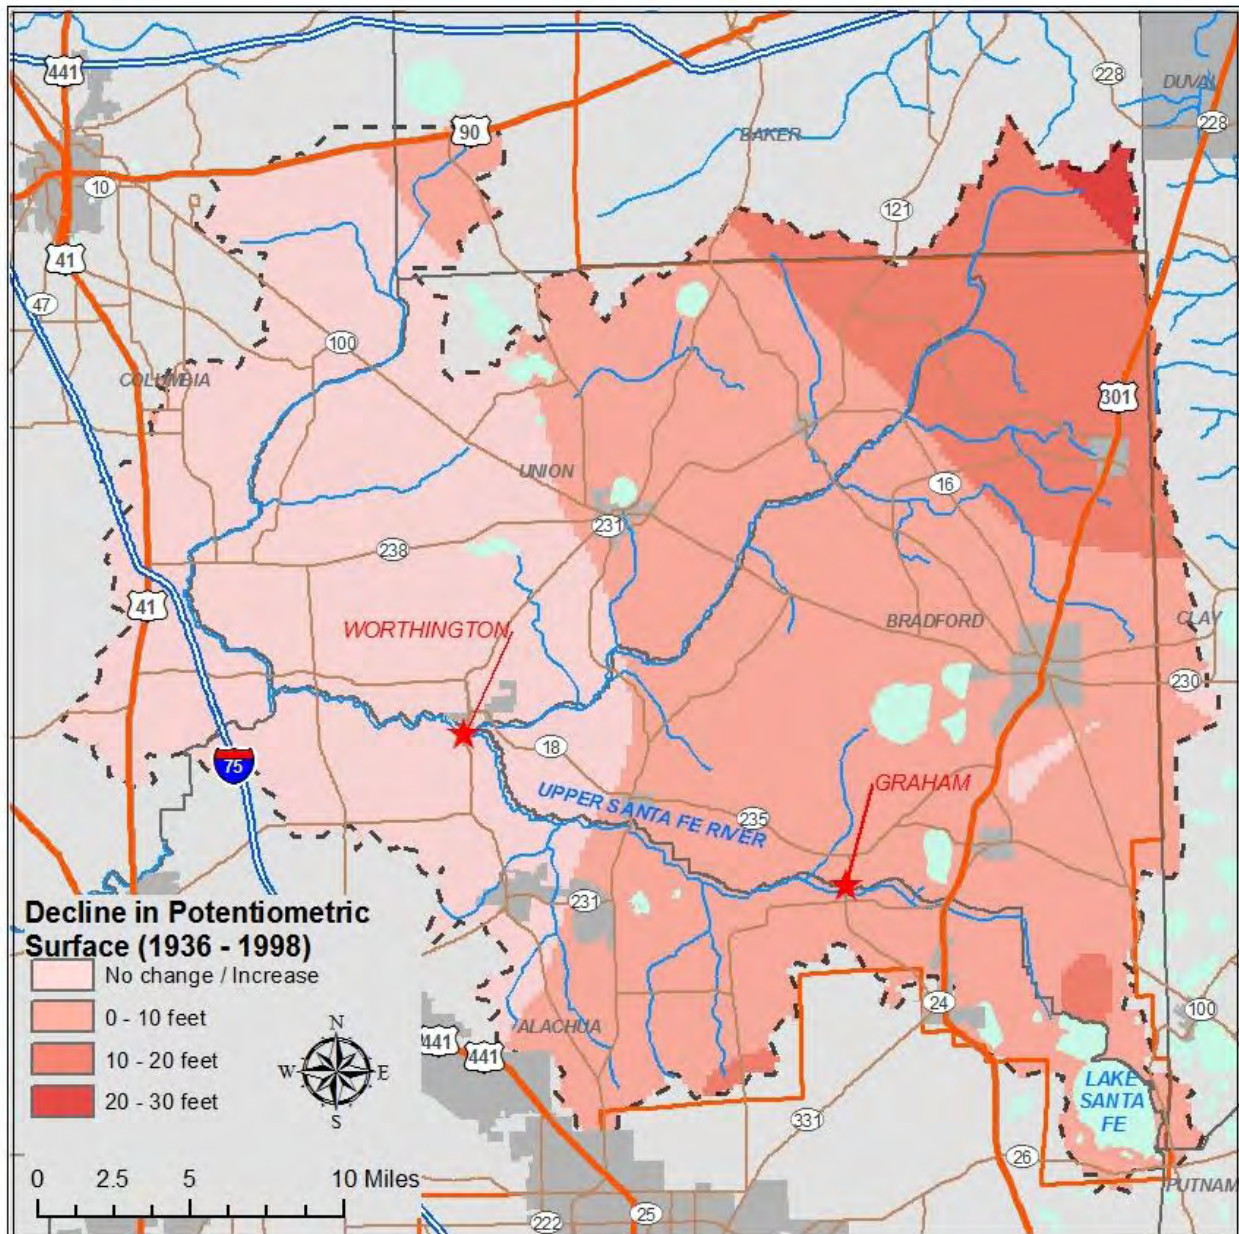 441
228
DUVAL
228
90
BAKER
10
121
41
47
100
COLUMBIA
301
UNION
16
231
238
41
WORTHINGTON
BRADFORD
CLAY
230
18
75
GRAHAM
UPPER SANTA FE RIVER
235
231
Decline in Potentiometric
Surface (1936 - 1998)
No change / Increase
0 - 10 feet
10 - 20 feet
20 - 30 feet
N
W E
S
ALACHUA
24
100
441
441
LAKE
SANTA
FE
331
26
0 2.5 5 10 Miles
PUTNAM
222
25